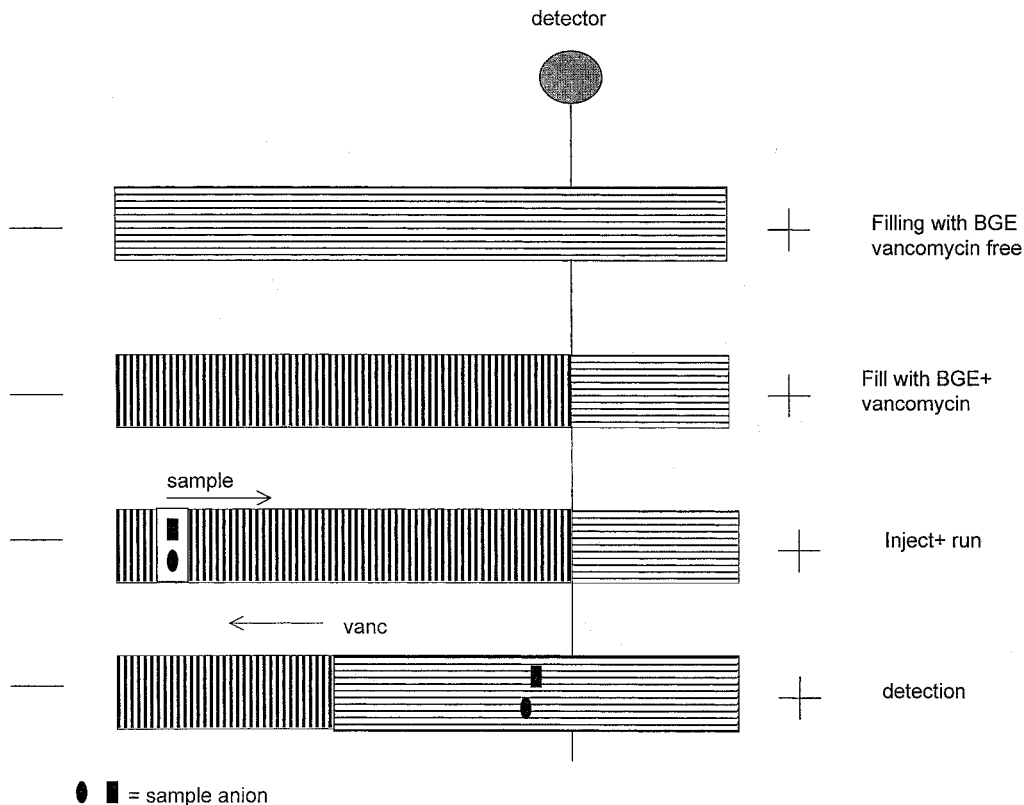 detector
Filling with BGE
vancomycin free
Fill with BGE+
vancomycin
sample
Inject+ run
vanc
detection
= sample anion